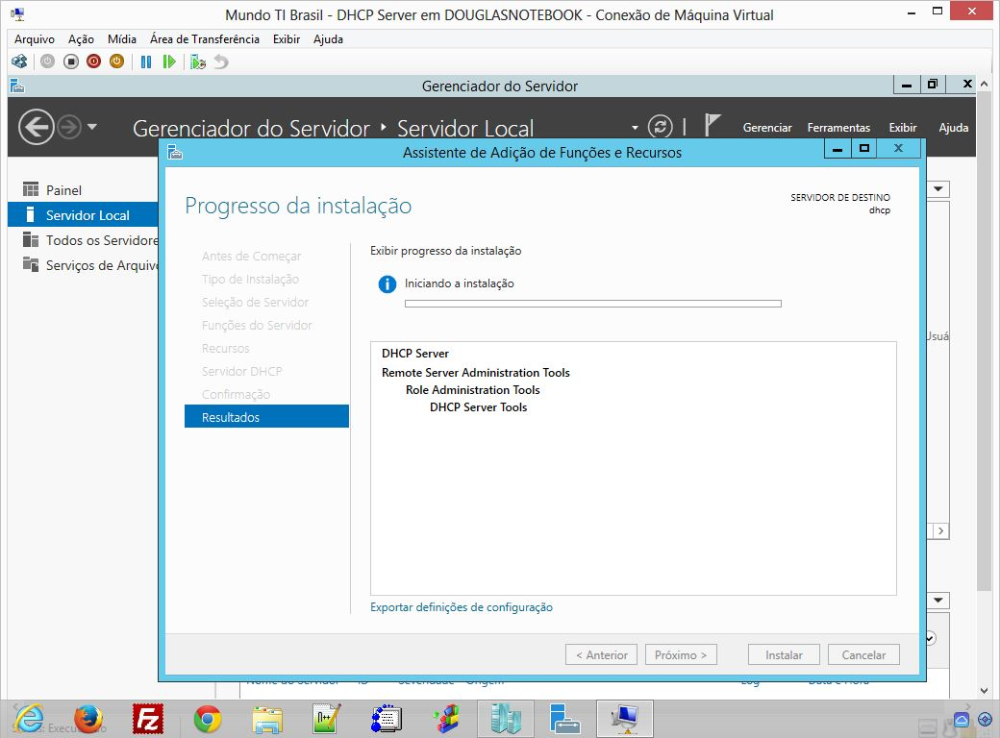 Mundo TI Brasil - DHCP Server em DOUGLASNOTEBOOK - Conexão de Máquina Virtual
Arquivo Ação Mídia Área de Transferência Exibir Ajuda
Gerenciador do Servidor
Gerenciador do Servidor Servidor Local
Gerenciar Ferramentas Exibir Ajuda
Assistente de Adição de Funções e Recursos
Painel
Servidor Local
Todos os Servidore
Serviços de Arquiv
Progresso da instalação
SERVIDOR DE DESTINO
dhcp
Antes de Começar
Tipo de Instalação
Seleção de Servidor
Funções do Servidor
Recursos
Servidor DHCP
Confirmação
Resultados
Exibir progresso da instalação
Iniciando a instalação
DHCP Server
Remote Server Administration Tools
Role Administration Tools
DHCP Server Tools
Usuá
Exportar definições de configuração
< Anterior Próximo > Instalar Cancelar
Nome do Servidor ID Severidade Origem Log Data e Hora